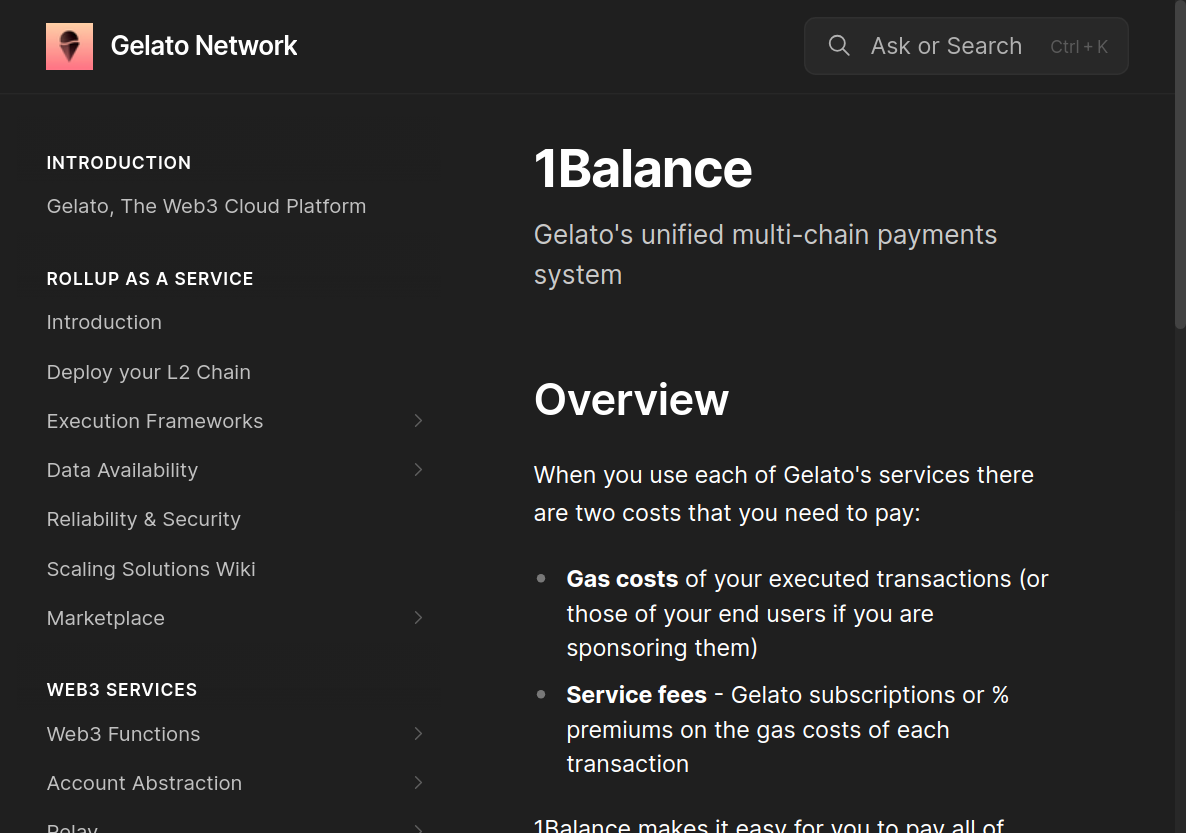 Gelato Network
Ask or Search Ctrl + K
INTRODUCTION
Gelato, The Web3 Cloud Platform
ROLLUP AS A SERVICE
Introduction
Deploy your L2 Chain
Execution Frameworks
Data Availability
Reliability & Security
Scaling Solutions Wiki
Marketplace
WEB3 SERVICES
Web3 Functions
Account Abstraction
Relay
1Balance
Gelato's unified multi-chain payments
system
Overview
When you use each of Gelato's services there
are two costs that you need to pay:
Gas costs of your executed transactions (or
those of your end users if you are
sponsoring them)
Service fees - Gelato subscriptions or %
premiums on the gas costs of each
transaction
1Balance makes it easy for you to pay all of